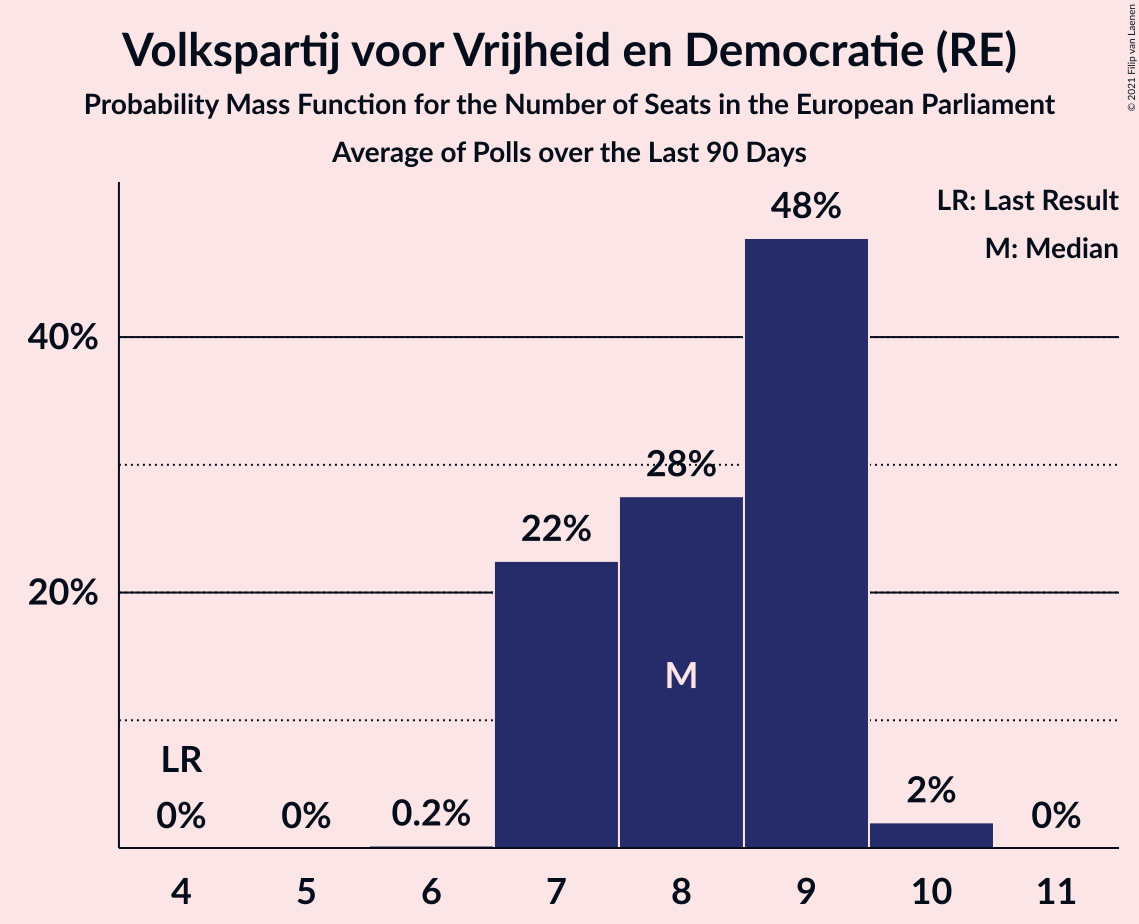 Volkspartij voor Vrijheid en Democratie (RE)
Probability Mass Function for the Number of Seats in the European Parliament
Average of Polls over the Last 90 Days
© 2021 Filip van Laenen
LR: Last Result
M: Median
48%
40%
28%
22%
20%
M
LR
0%
0%
0.2%
2%
0%
4
5
6
7
8
9
10
11